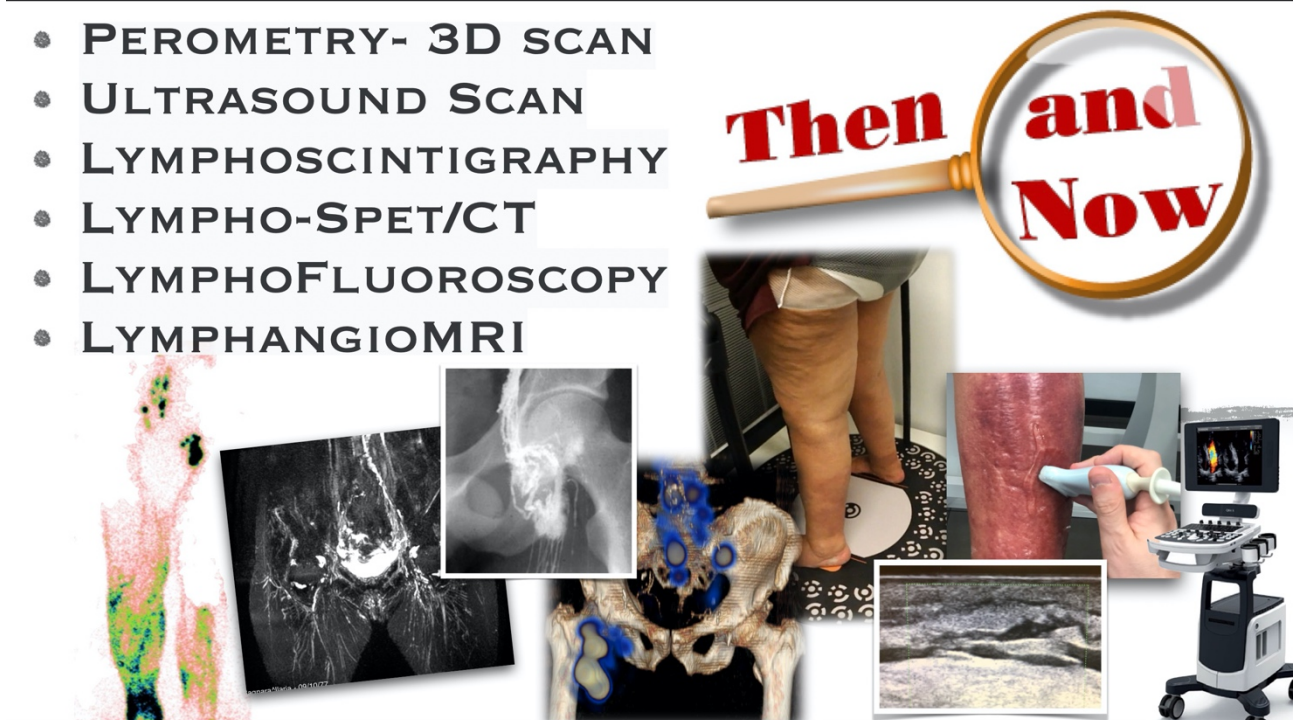 Perometry- 3D scan
Ultrasound Scan
Lymphoscintigraphy
Lympho-Spet/CT
LymphoFluoroscopy
LymphangioMRI
Then and
Now